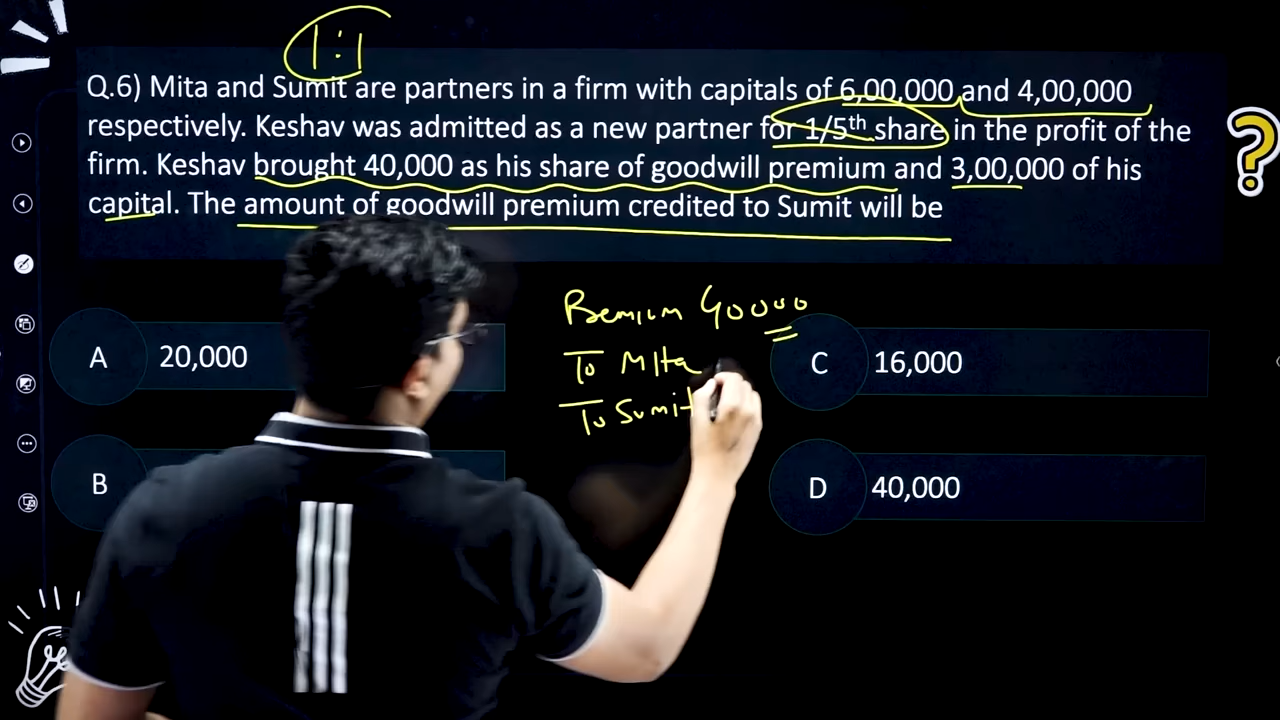 1:1
Q.6) Mita and Sumit are partners in a firm with capitals of 6,00,000 and 4,00,000
respectively. Keshav was admitted as a new partner for 1/5th share in the profit of the
firm. Keshav brought 40,000 as his share of goodwill premium and 3,00,000 of his
capital. The amount of goodwill premium credited to Sumit will be
Premium 40000
A 20,000
To Mita
C 16,000
To Sumit
B
D 40,000